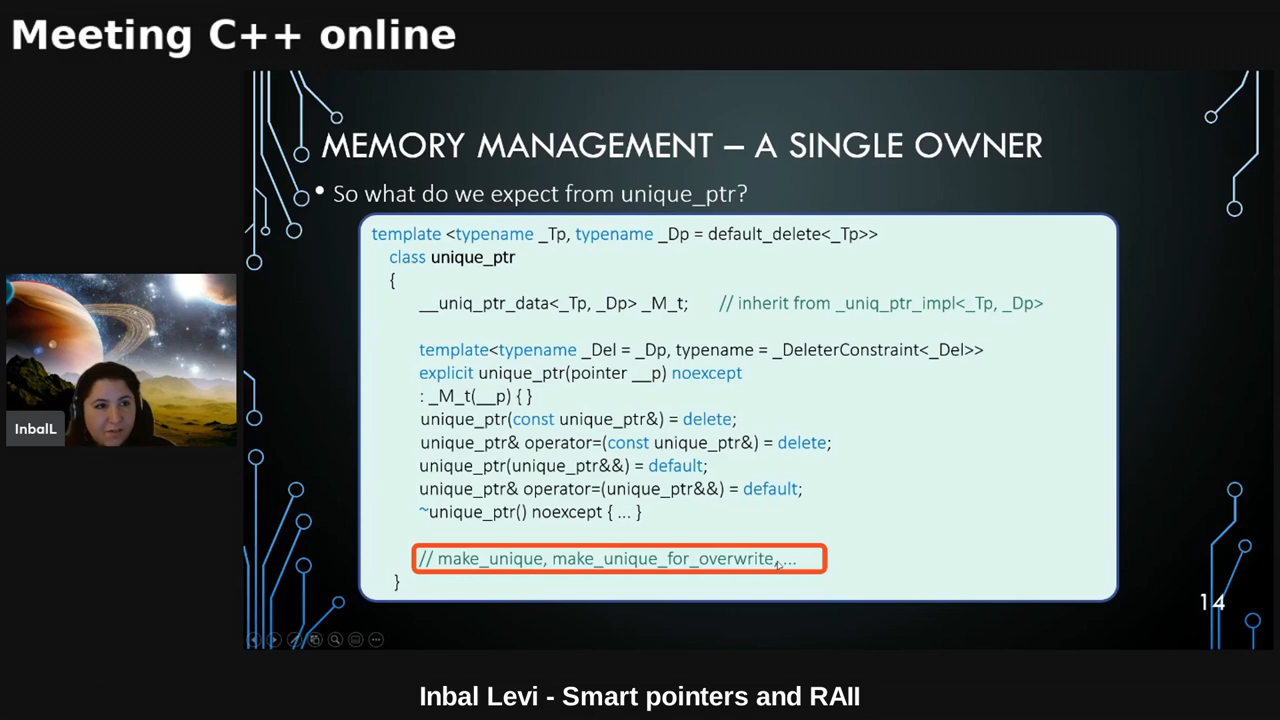 Meeting C++ online
MEMORY MANAGEMENT – A SINGLE OWNER
• So what do we expect from unique_ptr?
template <typename _Tp, typename _Dp = default_delete<_Tp>>
class unique_ptr
{
__uniq_ptr_data<_Tp, _Dp> _M_t; // inherit from _uniq_ptr_impl<_Tp, _Dp>
template<typename _Del = _Dp, typename = _DeleterConstraint<_Del>>
explicit unique_ptr(pointer __p) noexcept
: _M_t(__p) { }
unique_ptr(const unique_ptr&) = delete;
unique_ptr& operator=(const unique_ptr&) = delete;
unique_ptr(unique_ptr&&) = default;
unique_ptr& operator=(unique_ptr&&) = default;
~unique_ptr() noexcept { ... }
// make_unique, make_unique_for_overwrite, ...
}
14
InbalL
Inbal Levi - Smart pointers and RAII